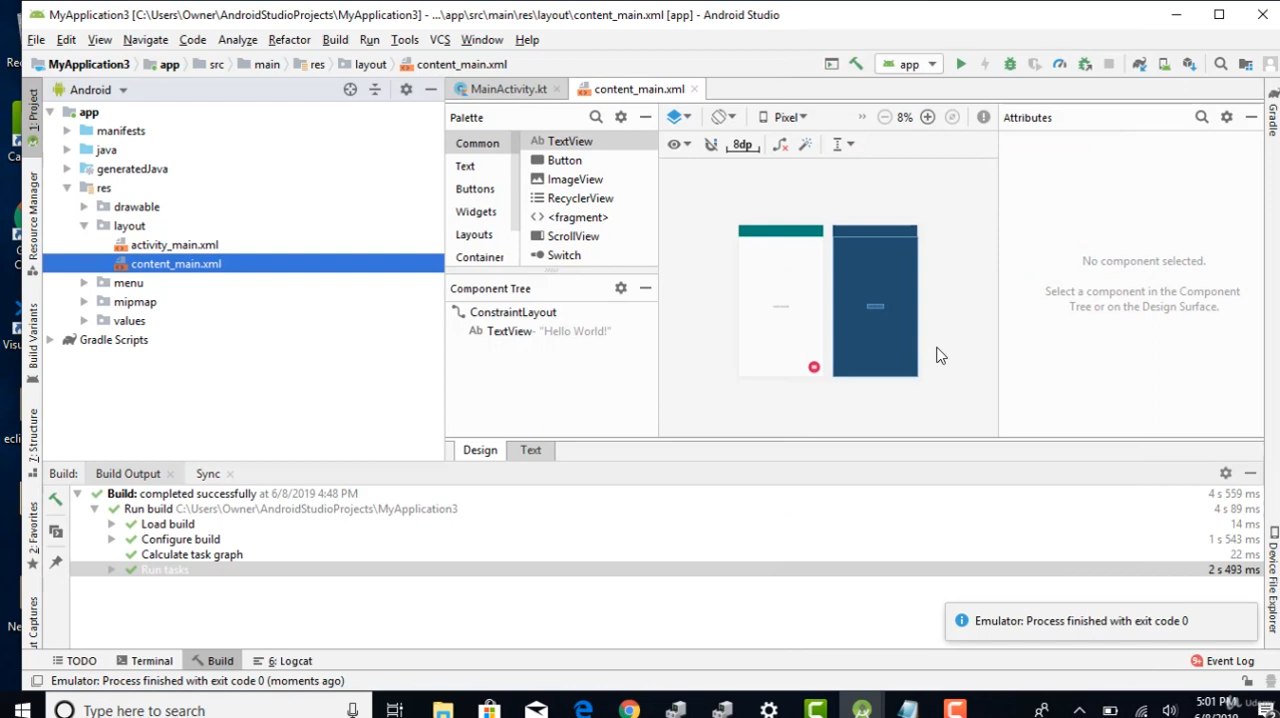 MyApplication3 [C:\Users\Owner\AndroidStudioProjects\MyApplication3] - ...\app\src\main\res\layout\content_main.xml [app] - Android Studio
File Edit View Navigate Code Analyze Refactor Build Run Tools VCS Window Help
MyApplication3 app src main res layout content_main.xml app
Android
MainActivity.kt content_main.xml
1: Project
Resource Manager
Build Variants
7: Structure
2: Favorites
app
manifests
java
generatedJava
res
drawable
layout
activity_main.xml
content_main.xml
menu
mipmap
values
Gradle Scripts
Palette
Common
Text
Buttons
Widgets
Layouts
Container
Ab TextView
Button
ImageView
RecyclerView
<fragment>
ScrollView
Switch
Component Tree
ConstraintLayout
Ab TextView- "Hello World!"
Pixel 8%
8dp
Attributes
No component selected.
Select a component in the Component
Tree or on the Design Surface.
Gradle
Device File Explorer
Design Text
Build: Build Output Sync
Build: completed successfully at 6/8/2019 4:48 PM 4 s 559 ms
Run build C:\Users\Owner\AndroidStudioProjects\MyApplication3 4 s 89 ms
Load build 14 ms
Configure build 1 s 543 ms
Calculate task graph 22 ms
Run tasks 2 s 493 ms
Emulator: Process finished with exit code 0
TODO Terminal Build 6: Logcat Event Log
Emulator: Process finished with exit code 0 (moments ago)
Type here to search
5:01 PM